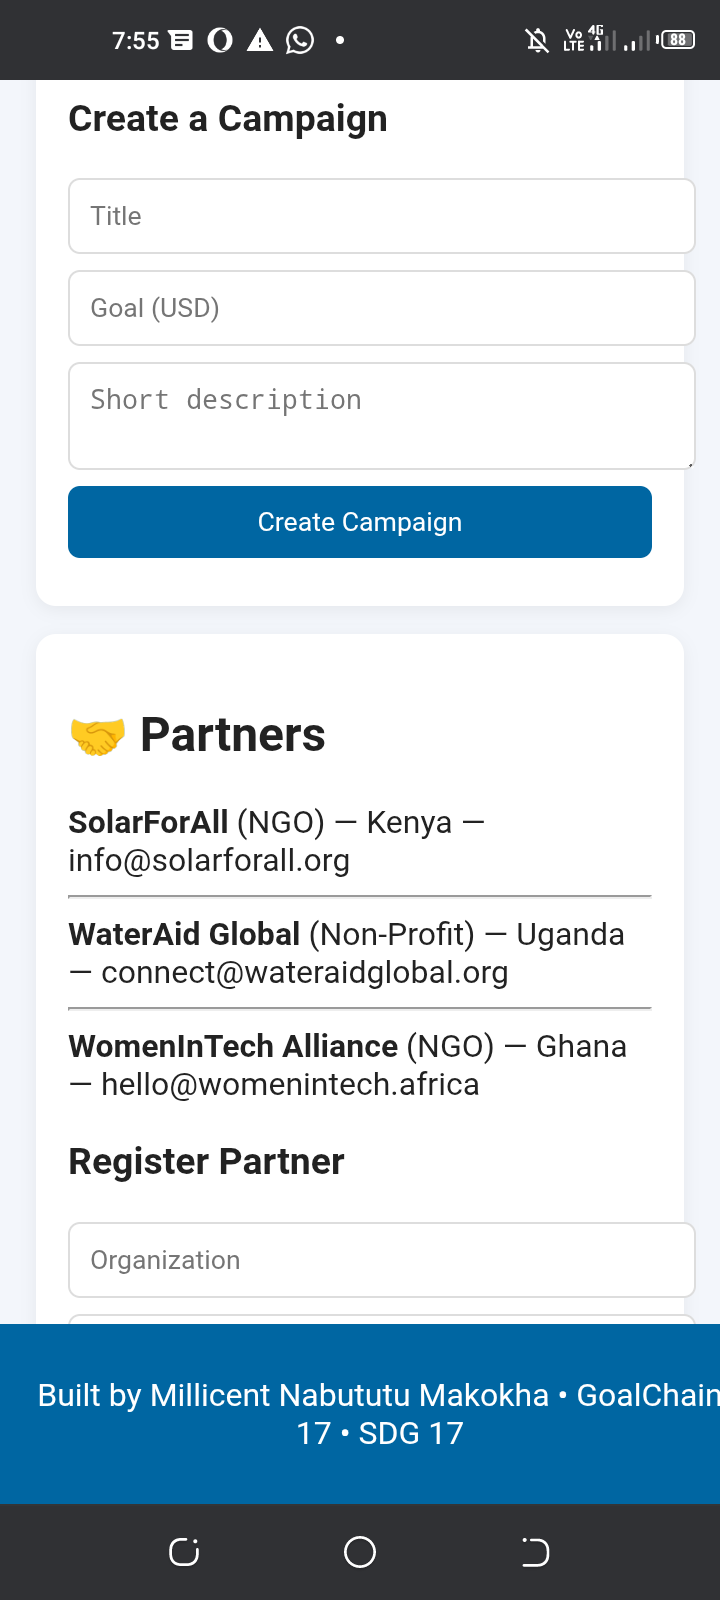 7:55
Vo LTE 4G 88
Create a Campaign
Title
Goal (USD)
Short description
Create Campaign
🤝 Partners
SolarForAll (NGO) — Kenya —
info@solarforall.org
WaterAid Global (Non-Profit) — Uganda
— connect@wateraidglobal.org
WomenInTech Alliance (NGO) — Ghana
— hello@womenintech.africa
Register Partner
Organization
Built by Millicent Nabututu Makokha • GoalChain
17 • SDG 17